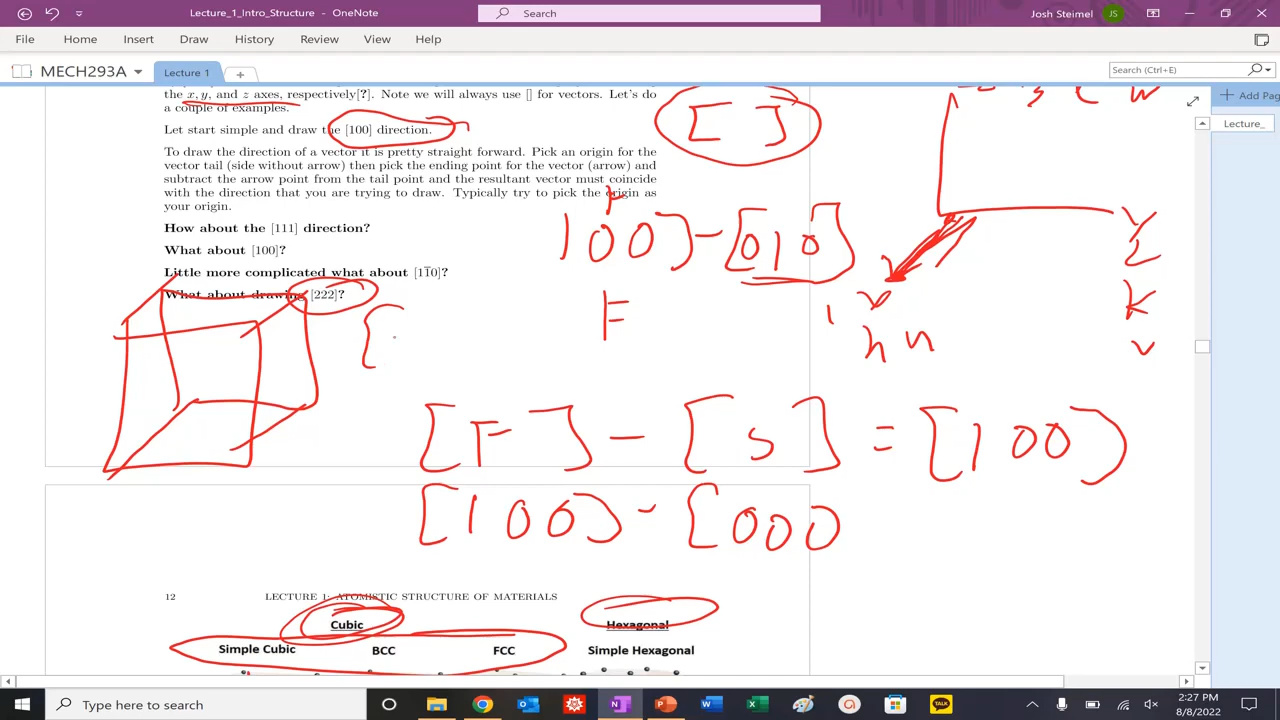 Lecture_1_Intro_Structure - OneNote
Search
Josh Steimel
JS
File Home Insert Draw History Review View Help
MECH293A
Lecture 1
Search (Ctrl+E)
Add Pag
Lecture_
the x, y, and z axes, respectively[?]. Note we will always use [] for vectors. Let's do
a couple of examples.
Let start simple and draw the [100] direction.
[ ]
To draw the direction of a vector it is pretty straight forward. Pick an origin for the
vector tail (side without arrow) then pick the ending point for the vector (arrow) and
subtract the arrow point from the tail point and the resultant vector must coincide
with the direction that you are trying to draw. Typically try to pick the origin as
your origin.
How about the [111] direction?
What about [100]?
Little more complicated what about [11̅0]?
What about drawing [222]?
100] - [010]
F
Y
K
v
h
[F] - [S] = [100]
[100] - [000
12 LECTURE 1: ATOMISTIC STRUCTURE OF MATERIALS
Cubic Hexagonal
Simple Cubic BCC FCC Simple Hexagonal
Type here to search
TALK
2:27 PM
8/8/2022